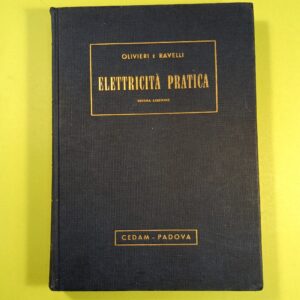 OLIVIERI E RAVELLI
ELETTRICITÀ PRATICA
CEDAM - PADOVA